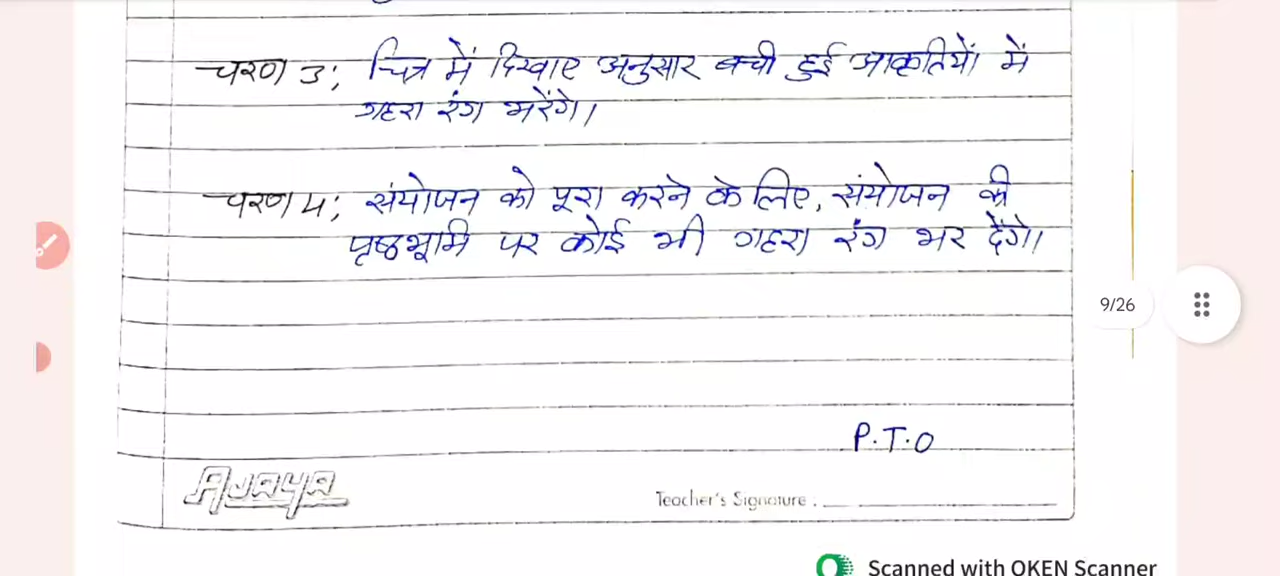 चरण 3; चित्र में दिखाए अनुसार बची हुई आकृतियों में
गहरा रंग भरेंगे।
चरण 4; संयोजन को पूरा करने के लिए, संयोजन की
पृष्ठभूमि पर कोई भी गहरा रंग भर देंगे।
9/26
P.T.O
Ajaya
Teacher's Signature :
Scanned with OKEN Scanner